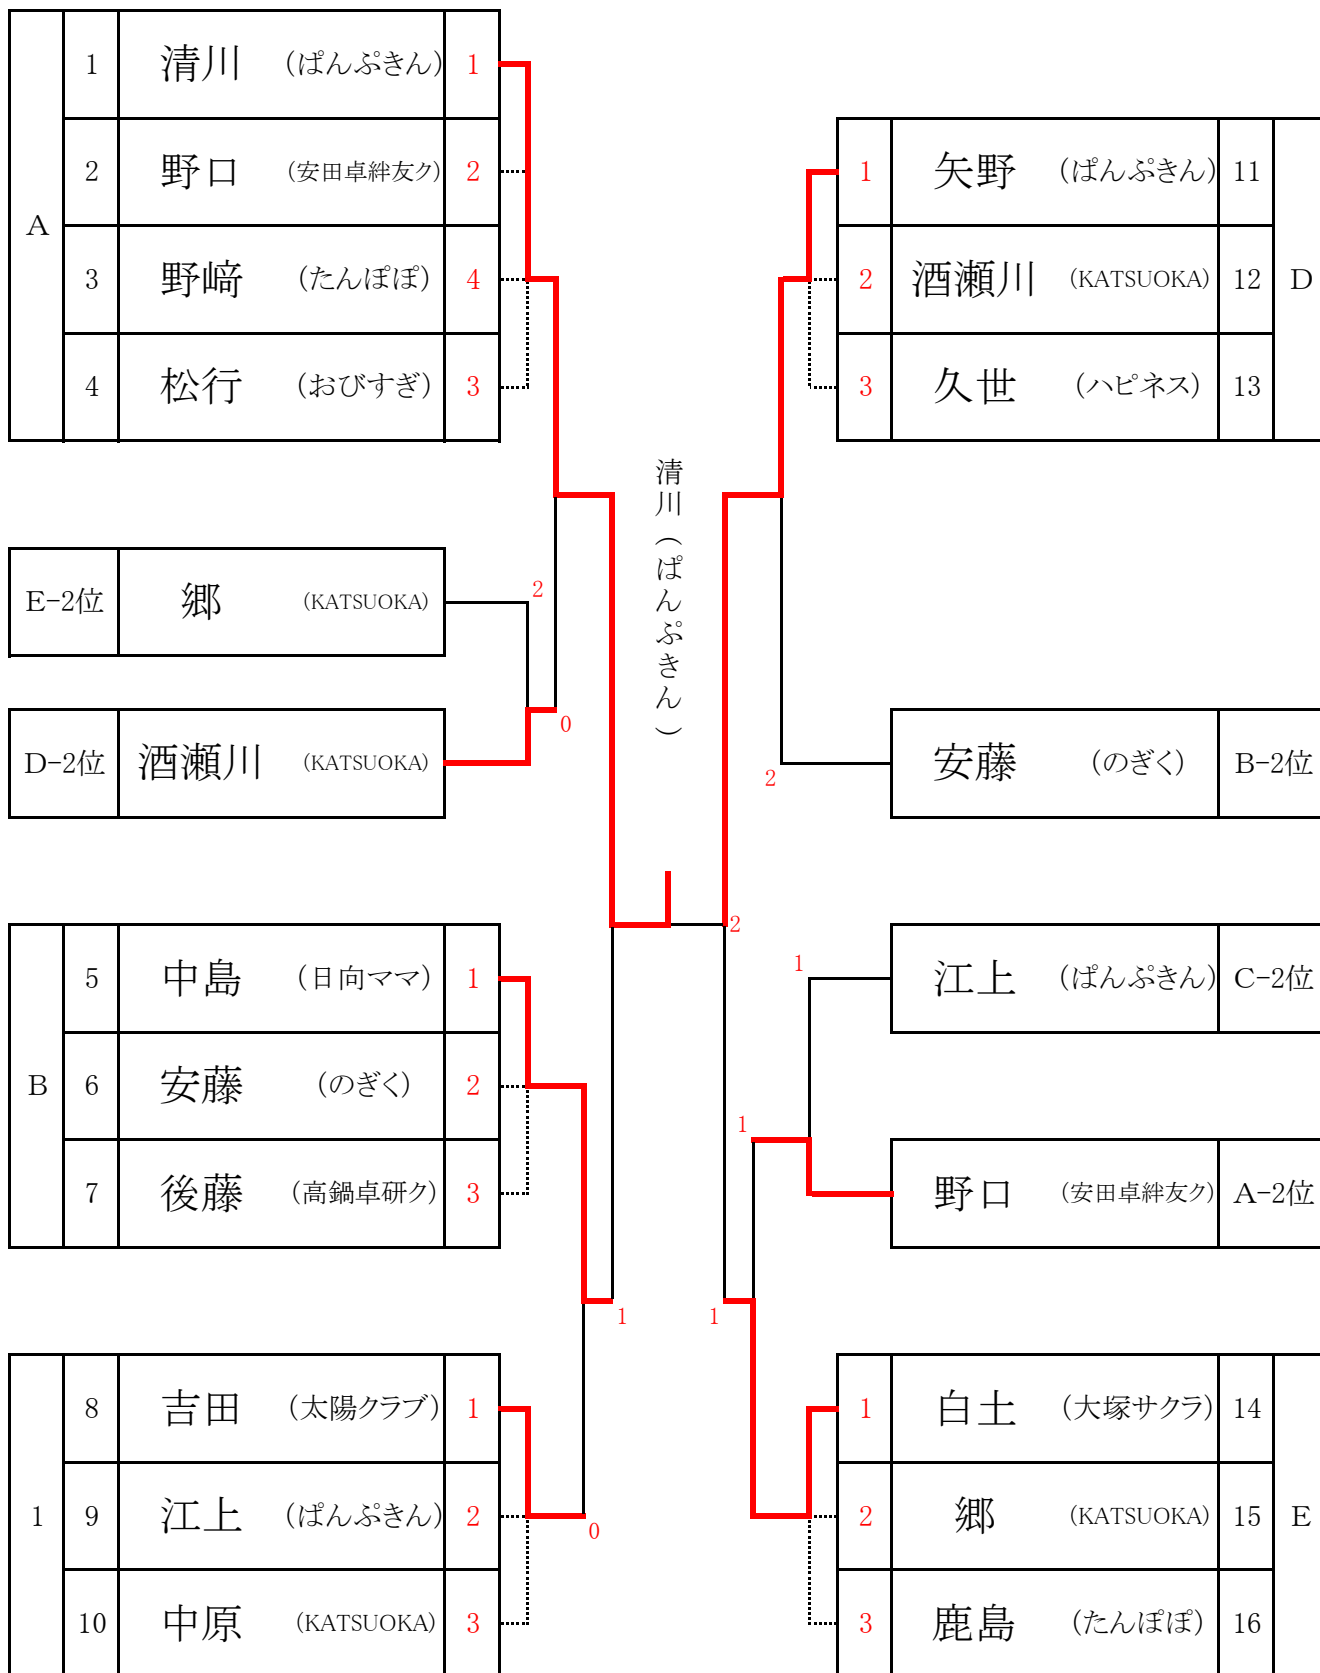 A
1 清川 (ぱんぷきん) 1
2 野口 (安田卓絆友ク) 2
3 野﨑 (たんぽぽ) 4
4 松行 (おびすぎ) 3
E-2位 郷 (KATSUOKA)
2
D-2位 酒瀬川 (KATSUOKA)
0
B
5 中島 (日向ママ) 1
6 安藤 (のぎく) 2
7 後藤 (高鍋卓研ク) 3
1
1
8 吉田 (太陽クラブ) 1
9 江上 (ぱんぷきん) 2
10 中原 (KATSUOKA) 3
0
清川(ぱんぷきん)
2
1 矢野 (ぱんぷきん) 11
2 酒瀬川 (KATSUOKA) 12
3 久世 (ハピネス) 13
D
2
安藤 (のぎく) B-2位
1
江上 (ぱんぷきん) C-2位
1
野口 (安田卓絆友ク) A-2位
1
1 白土 (大塚サクラ) 14
2 郷 (KATSUOKA) 15
3 鹿島 (たんぽぽ) 16
E